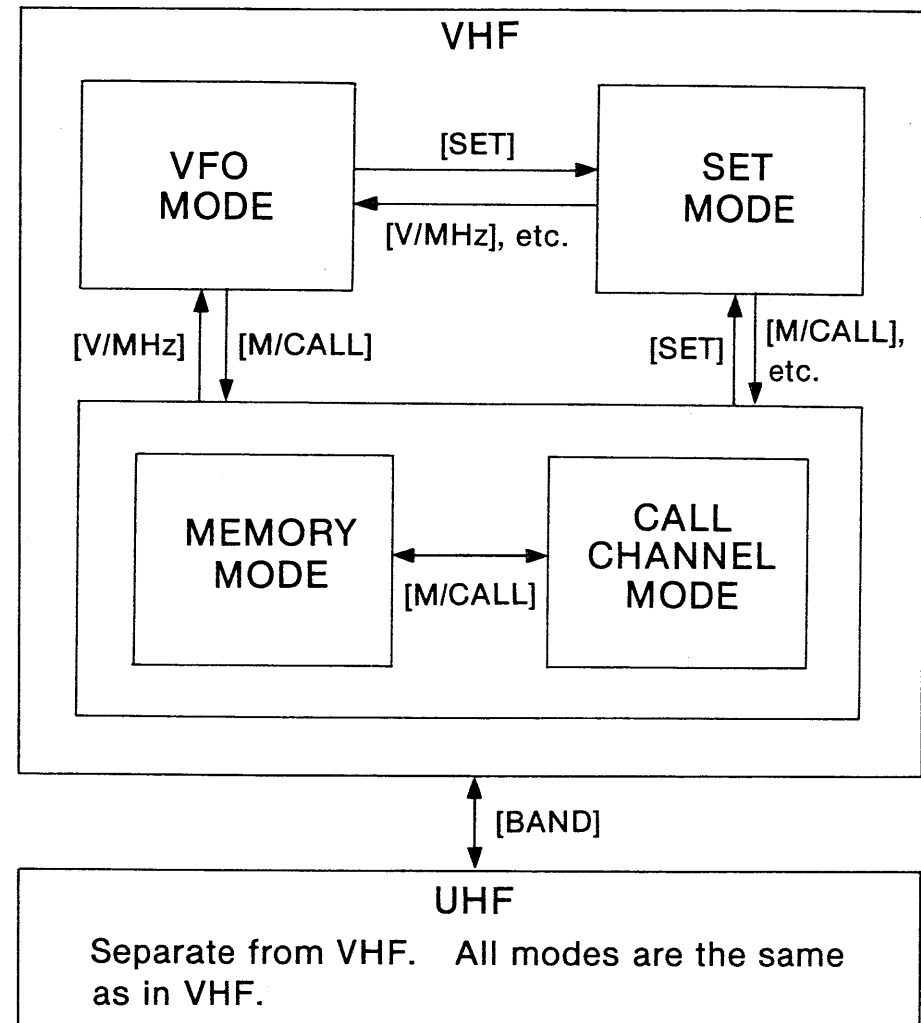 VHF
VFO
MODE
[SET]
[V/MHz], etc.
SET
MODE
[V/MHz]
[M/CALL]
[SET]
[M/CALL],
etc.
MEMORY
MODE
[M/CALL]
CALL
CHANNEL
MODE
[BAND]
UHF
Separate from VHF. All modes are the same
as in VHF.